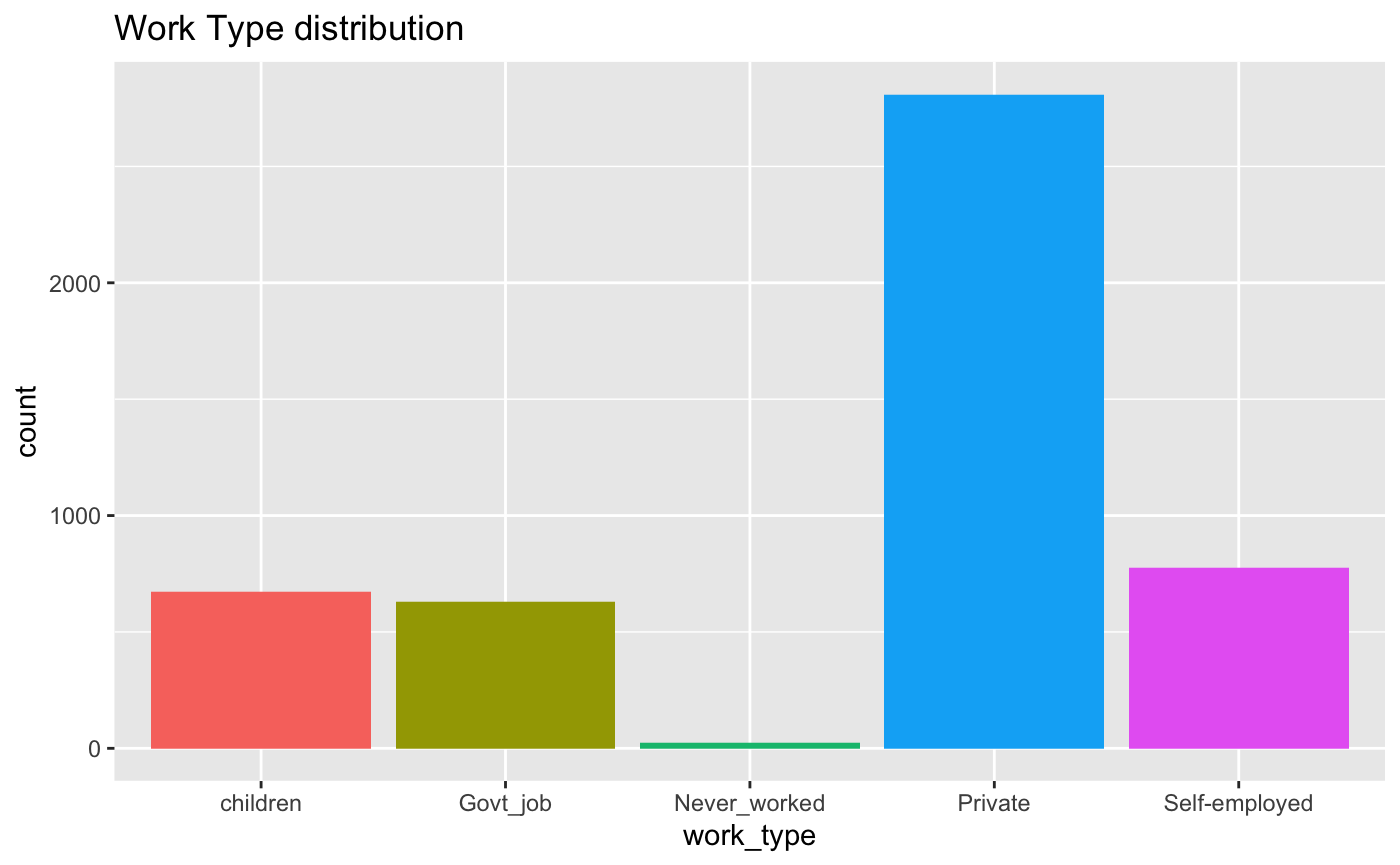 Work Type distribution
count
2000
1000
0
children Govt_job Never_worked Private Self-employed
work_type